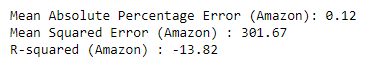 Mean Absolute Percentage Error (Amazon): 0.12
Mean Squared Error (Amazon) : 301.67
R-squared (Amazon) : -13.82